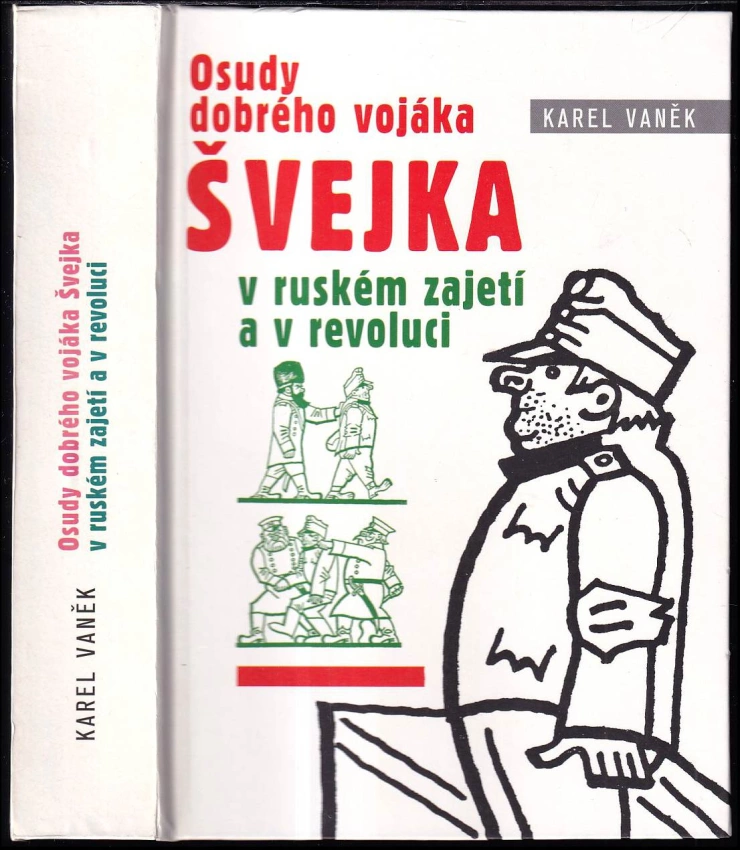 Osudy dobrého vojáka Švejka
v ruském zajetí a v revoluci
KAREL VANĚK
Osudy
dobrého vojáka
KAREL VANĚK
ŠVEJKA
v ruském zajetí
a v revoluci